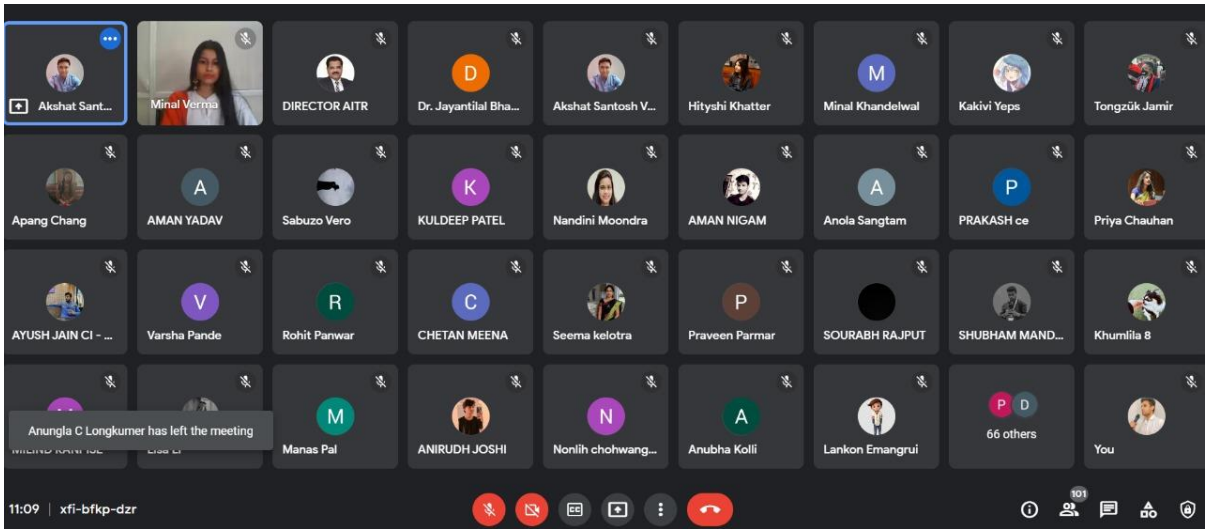 Akshat Sant...
Minal Verma
DIRECTOR AITR
D
Dr. Jayantilal Bha...
Akshat Santosh V...
Hityshi Khatter
M
Minal Khandelwal
Kakivi Yeps
Tongzük Jamir
Apang Chang
A
AMAN YADAV
Sabuzo Vero
K
KULDEEP PATEL
Nandini Moondra
AMAN NIGAM
A
Anola Sangtam
P
PRAKASH ce
Priya Chauhan
AYUSH JAIN CI - ...
V
Varsha Pande
R
Rohit Panwar
C
CHETAN MEENA
Seema kelotra
P
Praveen Parmar
SOURABH RAJPUT
SHUBHAM MAND...
Khumlila 8
Anungla C Longkumer has left the meeting
M
Manas Pal
ANIRUDH JOSHI
N
Nonlih chohwang...
A
Anubha Kolli
Lankon Emangrui
P D
66 others
You
11:09 | xfi-bfkp-dzr
CC
101